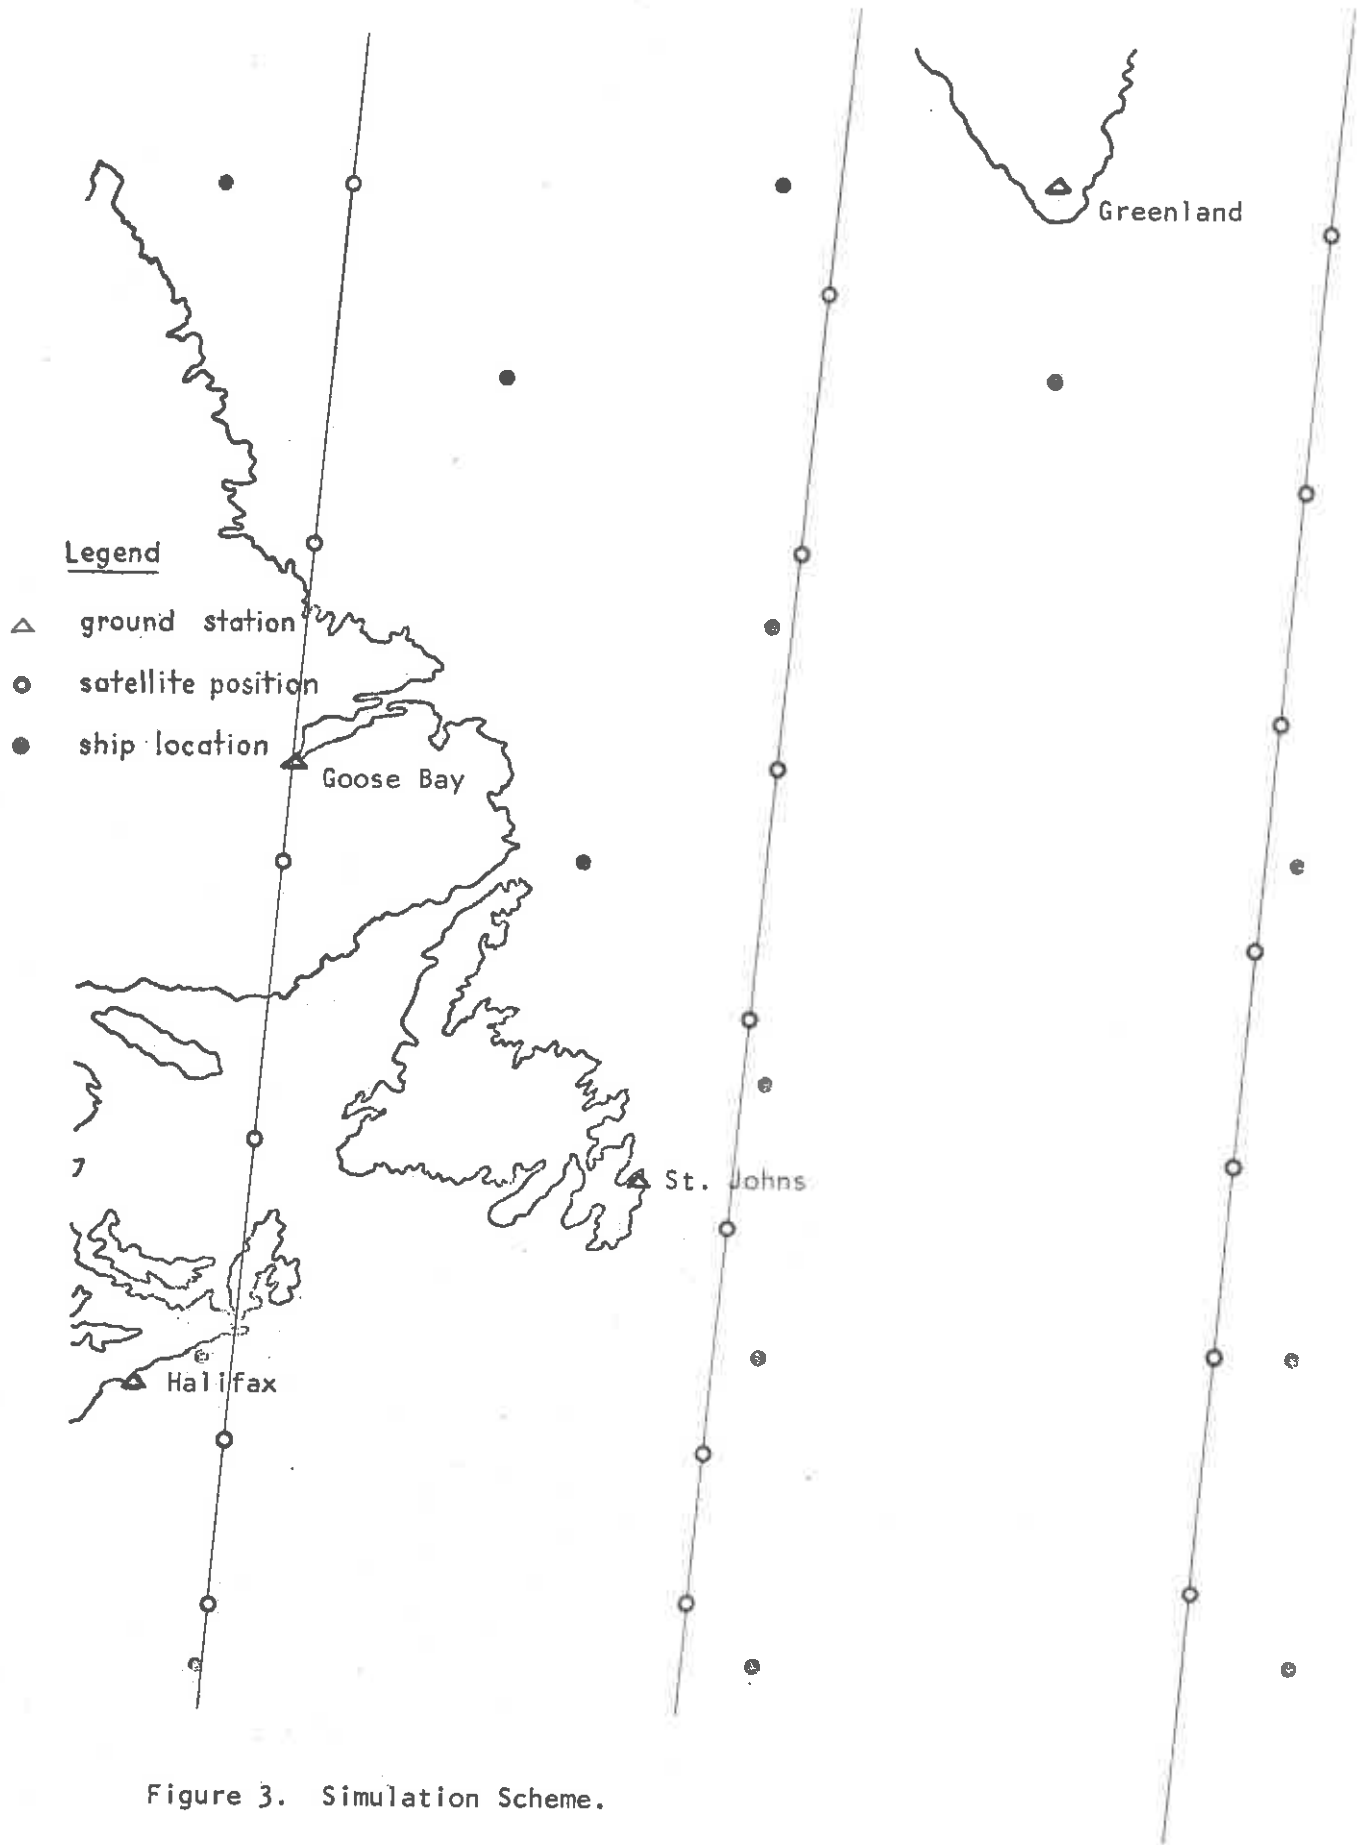 Greenland
Legend
ground station
satellite position
ship location
Goose Bay
St. Johns
Halifax
Figure 3. Simulation Scheme.